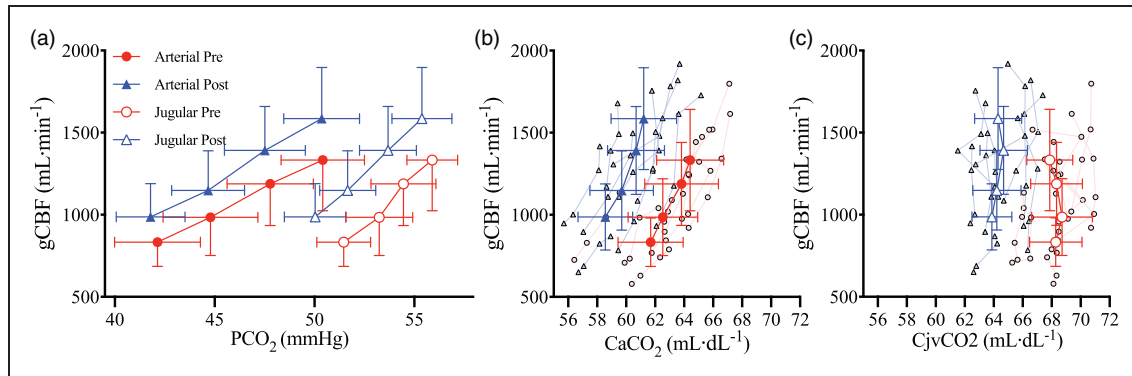 (a)
gCBF (mL·min⁻¹)
2000
1500
1000
500
Arterial Pre
Arterial Post
Jugular Pre
Jugular Post
40 45 50 55
PCO₂ (mmHg)
(b)
gCBF (mL·min⁻¹)
2000
1500
1000
500
56 58 60 62 64 66 68 70 72
CaCO₂ (mL·dL⁻¹)
(c)
gCBF (mL·min⁻¹)
2000
1500
1000
500
56 58 60 62 64 66 68 70 72
CjvCO2 (mL·dL⁻¹)